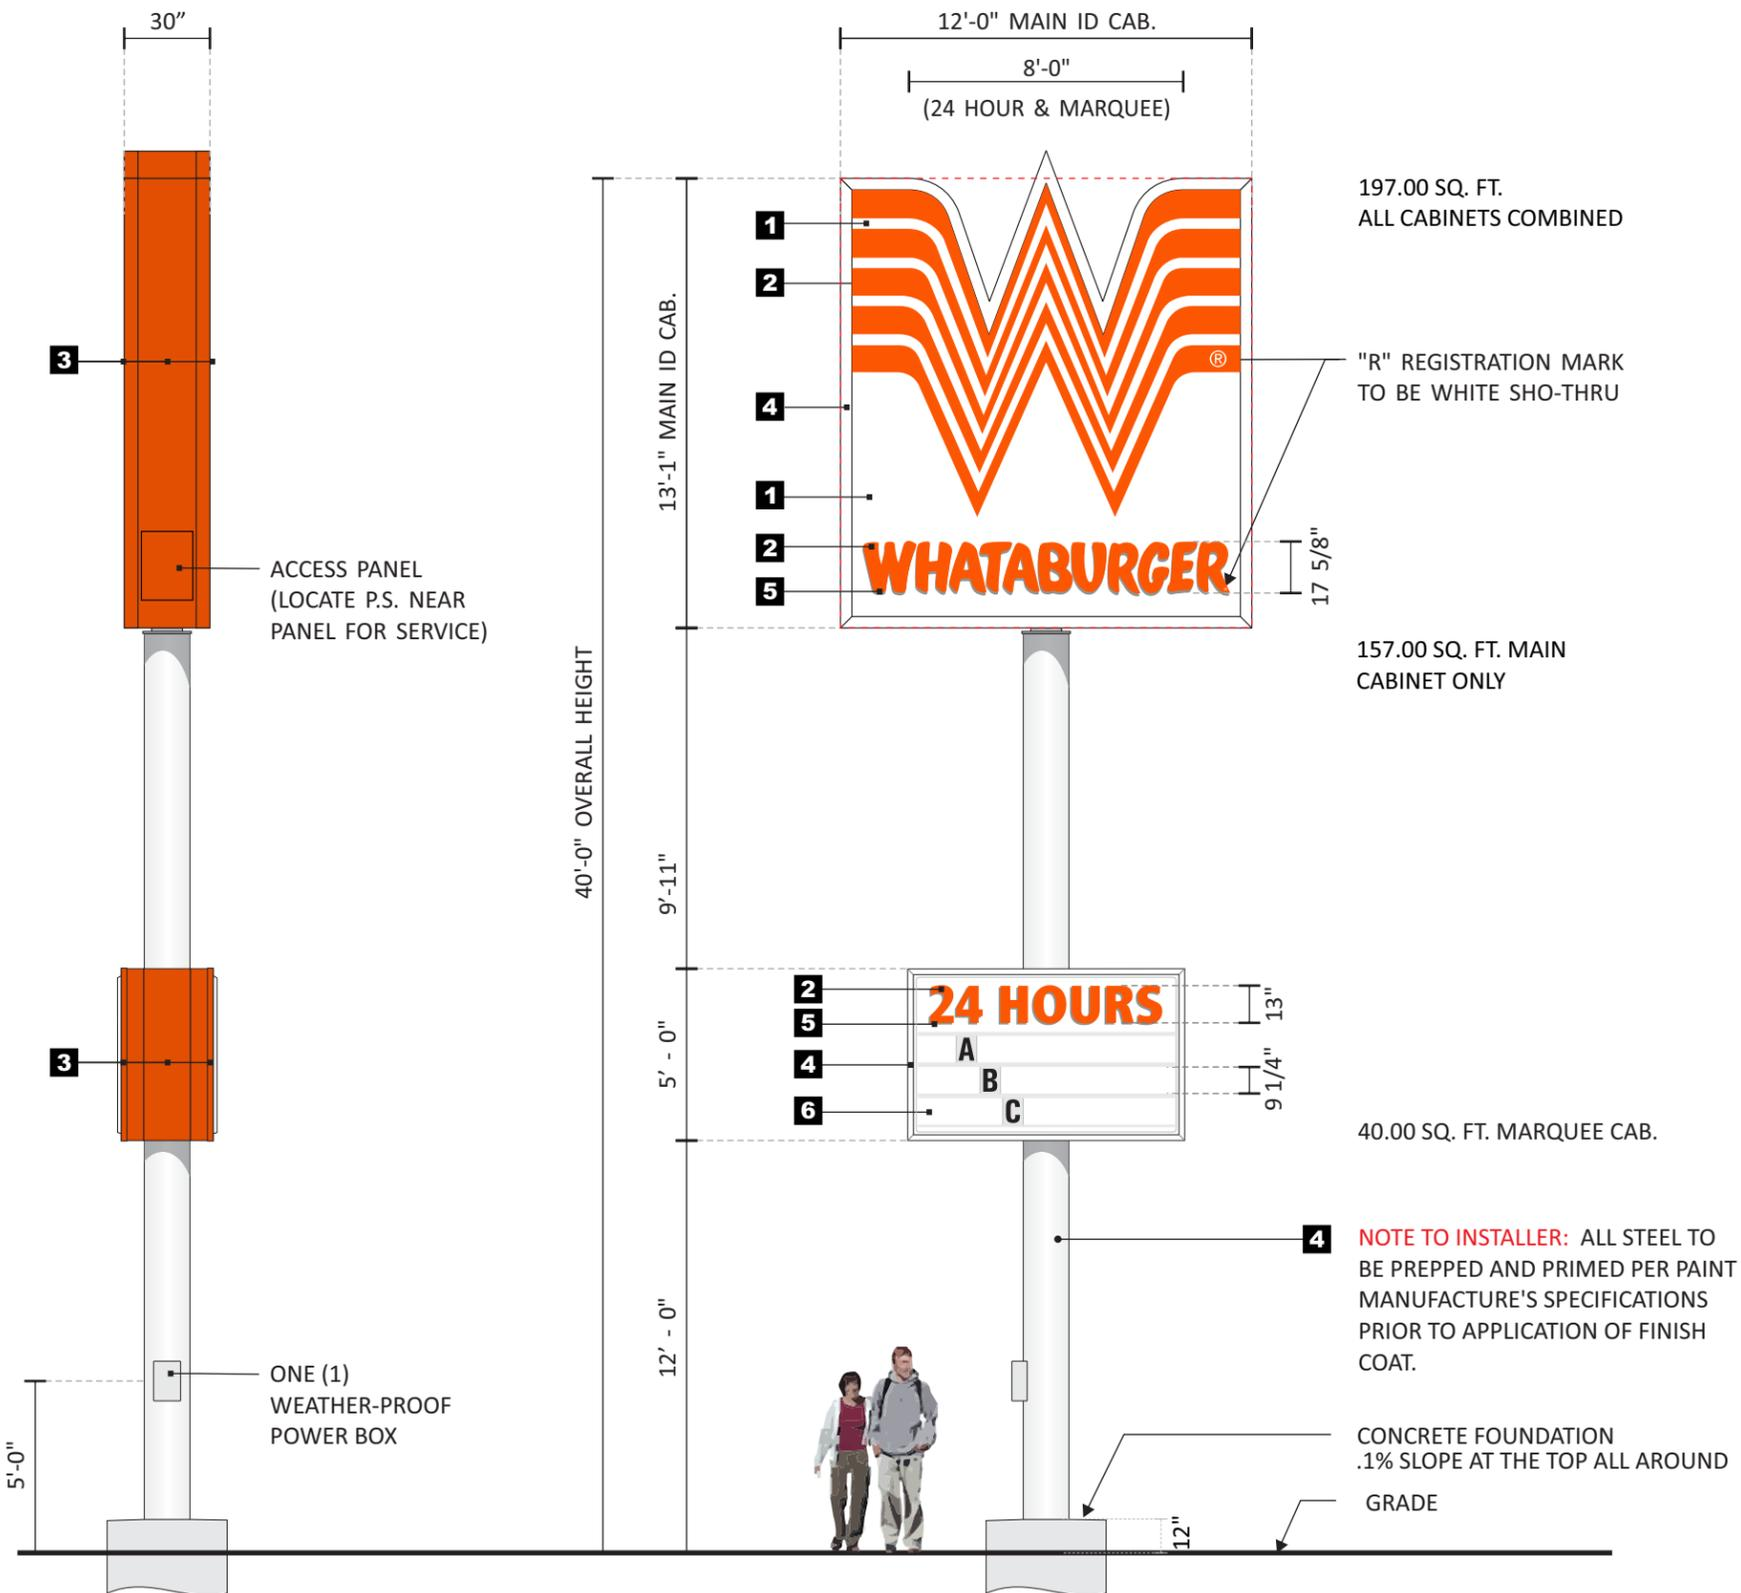 30”
12'-0" MAIN ID CAB.
8'-0"
(24 HOUR & MARQUEE)
197.00 SQ. FT.
ALL CABINETS COMBINED
1
2
3
4
1
2
5
®
"R" REGISTRATION MARK
TO BE WHITE SHO-THRU
13'-1" MAIN ID CAB.
WHATABURGER
17 5/8"
ACCESS PANEL
(LOCATE P.S. NEAR
PANEL FOR SERVICE)
157.00 SQ. FT. MAIN
CABINET ONLY
40'-0" OVERALL HEIGHT
9’-11"
2
5
4
6
24 HOURS
A
B
C
13"
9 1/4"
3
5’ - 0"
40.00 SQ. FT. MARQUEE CAB.
4
NOTE TO INSTALLER: ALL STEEL TO
BE PREPPED AND PRIMED PER PAINT
MANUFACTURE'S SPECIFICATIONS
PRIOR TO APPLICATION OF FINISH
COAT.
12’ - 0"
ONE (1)
WEATHER-PROOF
POWER BOX
5'-0"
CONCRETE FOUNDATION
.1% SLOPE AT THE TOP ALL AROUND
GRADE
12"